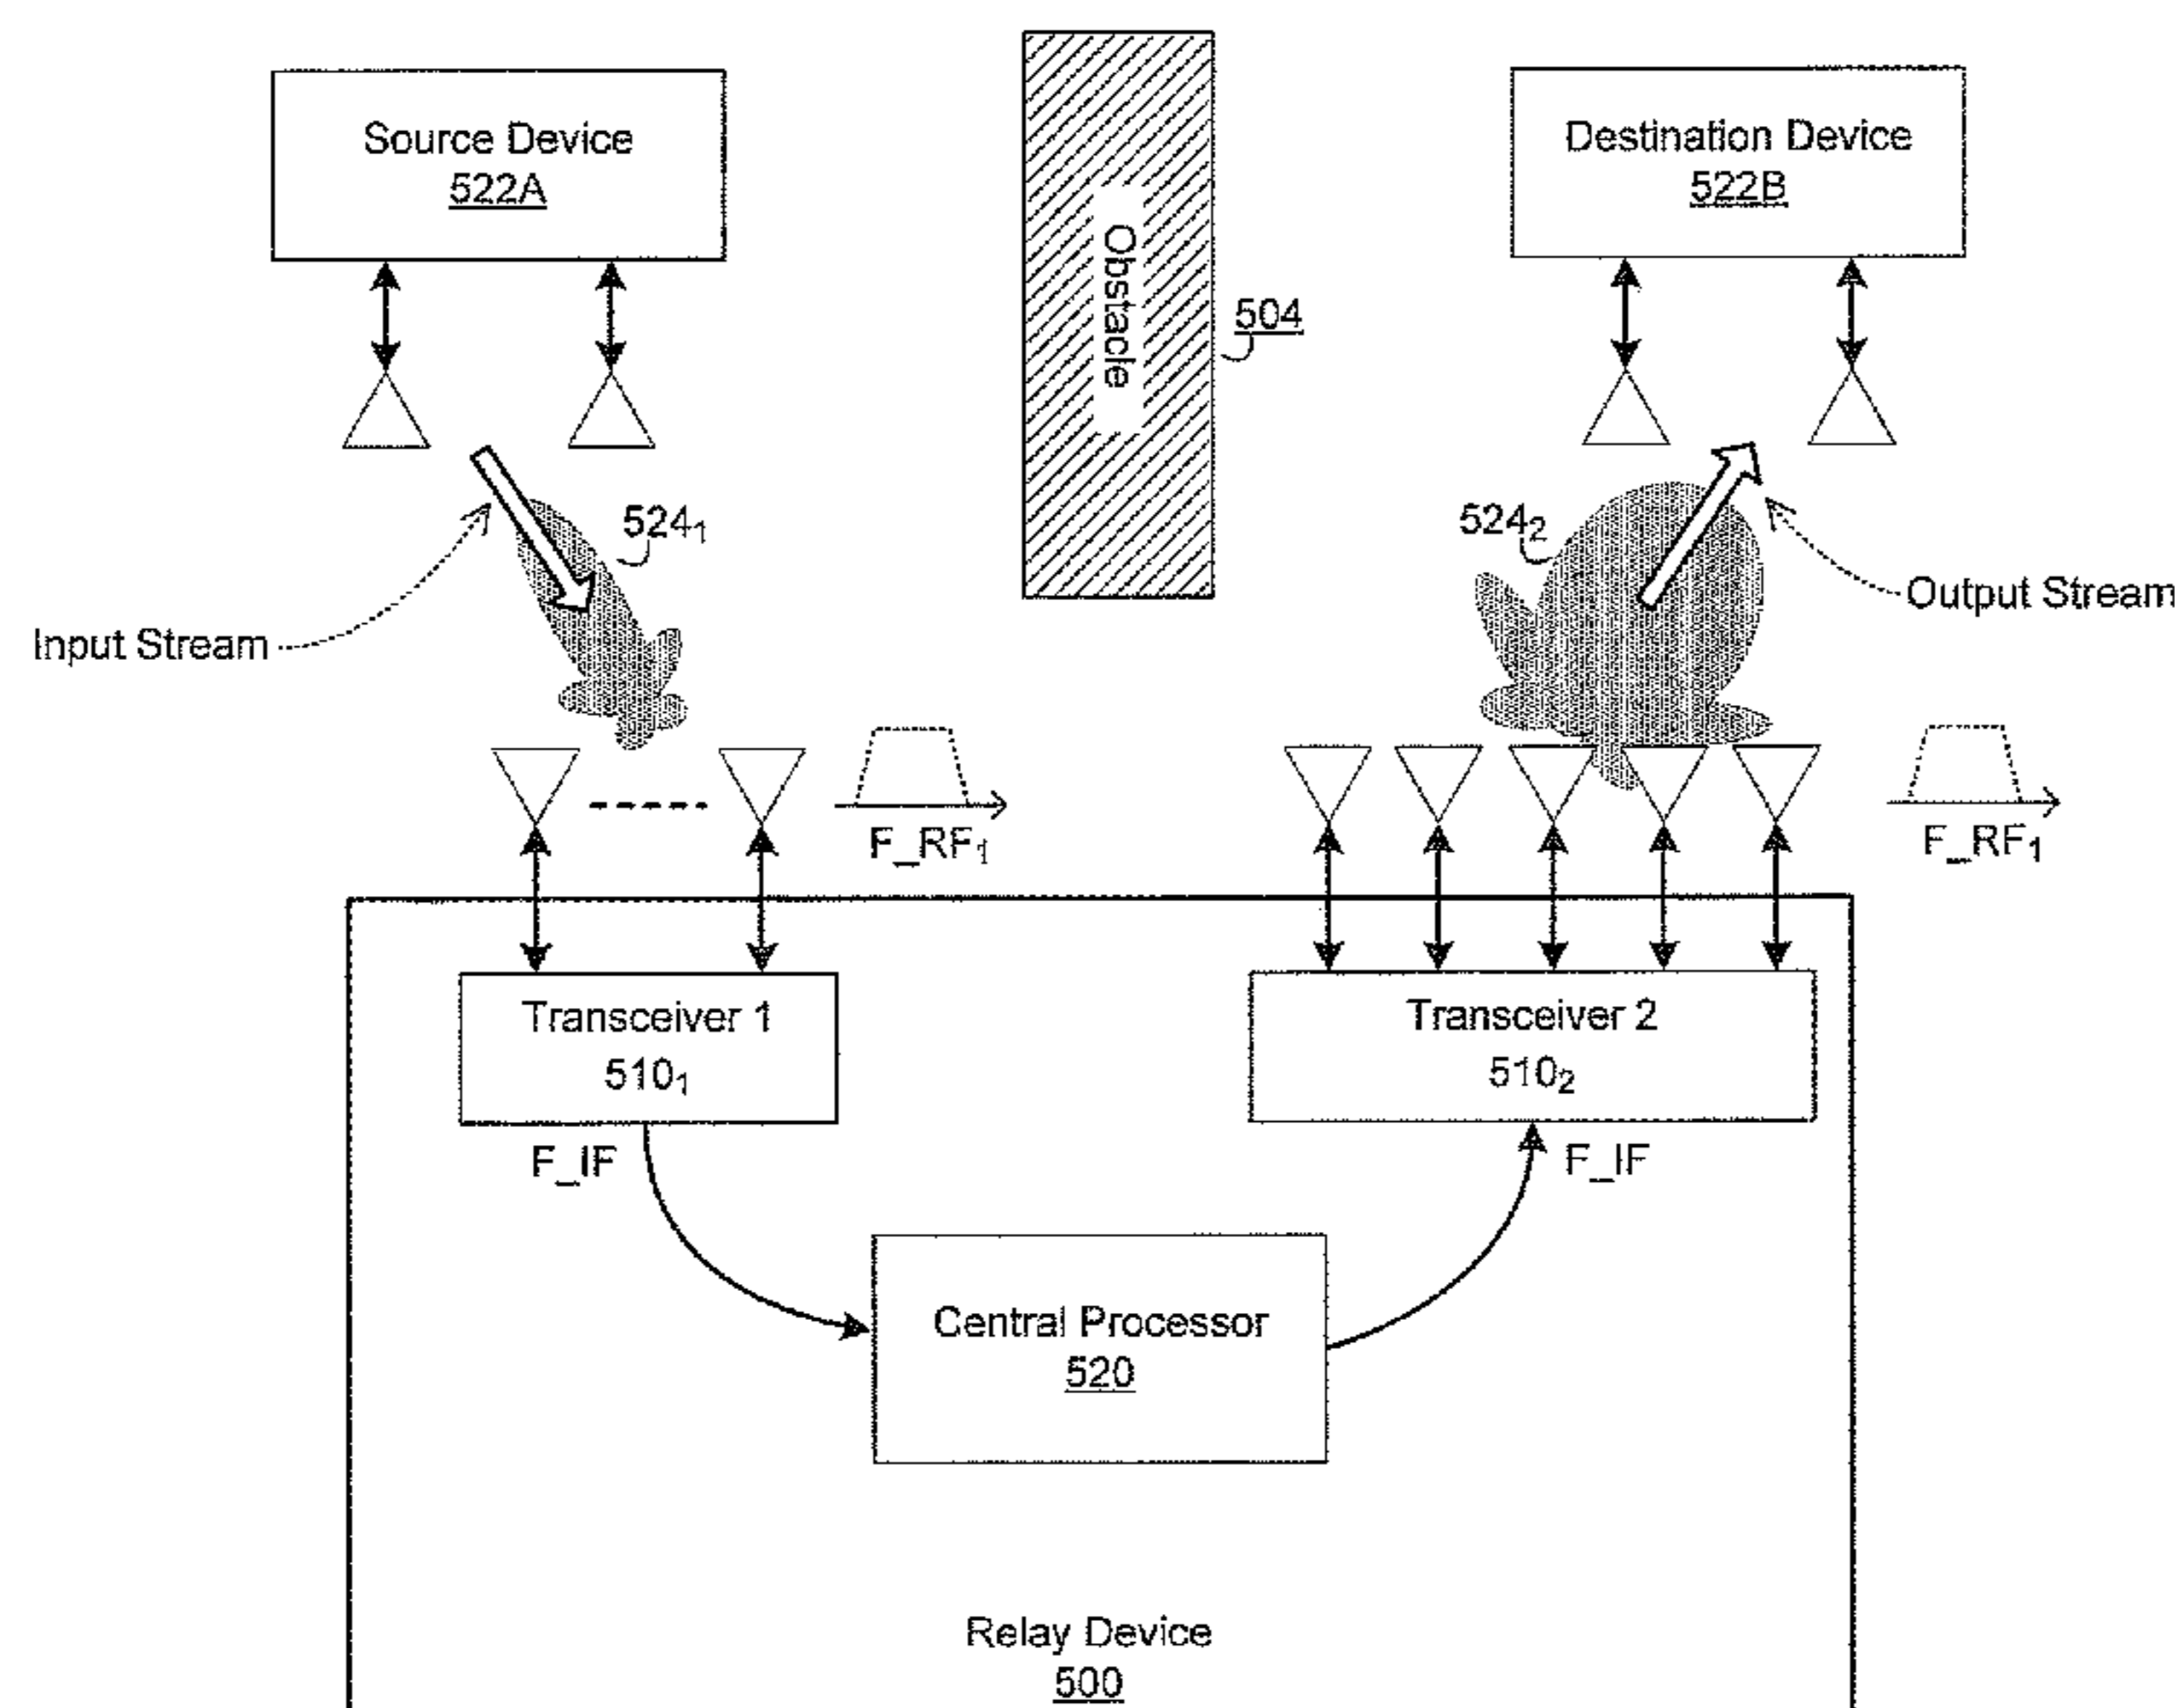 Source Device
522A
Obstacle
504
Destination Device
522B
Input Stream
524₁
524₂
Output Stream
F_RF₁
F_RF₁
Transceiver 1
510₁
Transceiver 2
510₂
F_IF
F_IF
Central Processor
520
Relay Device
500